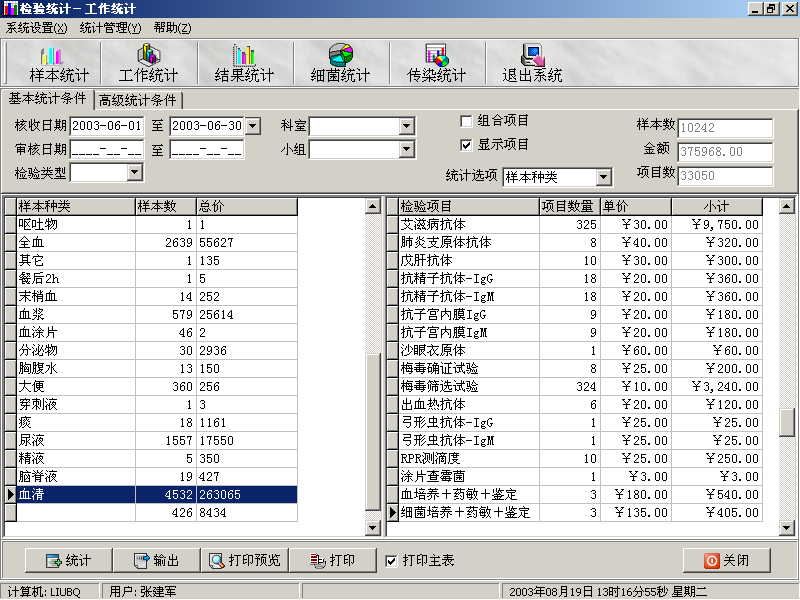 检验统计－工作统计
系统设置(X) 统计管理(Y) 帮助(Z)
样本统计 工作统计 结果统计 细菌统计 传染统计 退出系统
基本统计条件 高级统计条件
核收日期 2003-06-01 至 2003-06-30 科室 组合项目 样本数 10242
审核日期 ____-__-__ 至 ____-__-__ 小组 显示项目 金额 375968.00
检验类型 统计选项 样本种类 项目数 33050
样本种类 样本数 总价 检验项目 项目数量 单价 小计
呕吐物 1 1 艾滋病抗体 325 ￥30.00 ￥9,750.00
全血 2639 55627 肺炎支原体抗体 8 ￥40.00 ￥320.00
其它 1 135 戊肝抗体 10 ￥30.00 ￥300.00
餐后2h 1 5 抗精子抗体-IgG 18 ￥20.00 ￥360.00
末梢血 14 252 抗精子抗体-IgM 18 ￥20.00 ￥360.00
血浆 579 25614 抗子宫内膜IgG 9 ￥20.00 ￥180.00
血涂片 46 2 抗子宫内膜IgM 9 ￥20.00 ￥180.00
分泌物 30 2936 沙眼衣原体 1 ￥60.00 ￥60.00
胸腹水 13 150 梅毒确证试验 8 ￥25.00 ￥200.00
大便 360 256 梅毒筛选试验 324 ￥10.00 ￥3,240.00
穿刺液 1 3 出血热抗体 6 ￥20.00 ￥120.00
痰 18 1161 弓形虫抗体-IgG 1 ￥25.00 ￥25.00
尿液 1557 17550 弓形虫抗体-IgM 1 ￥25.00 ￥25.00
精液 5 350 RPR测滴度 10 ￥25.00 ￥250.00
脑脊液 19 427 涂片查霉菌 1 ￥3.00 ￥3.00
血清 4532 263065 血培养＋药敏＋鉴定 3 ￥180.00 ￥540.00
426 8434 细菌培养＋药敏＋鉴定 3 ￥135.00 ￥405.00
统计 输出 打印预览 打印 打印主表 关闭
计算机: LIUBQ 用户: 张建军 2003年08月19日 13时16分55秒 星期二